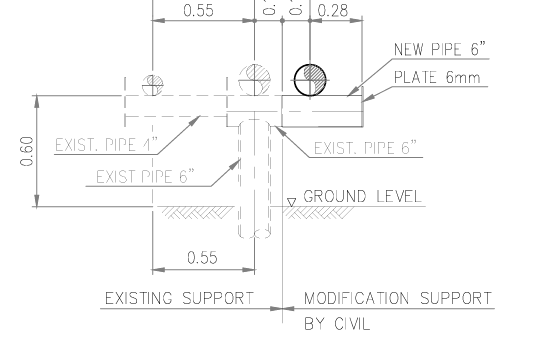 0.55
0.28
NEW PIPE 6"
PLATE 6mm
0.60
EXIST. PIPE 4"
EXIST. PIPE 6"
EXIST PIPE 6"
GROUND LEVEL
0.55
EXISTING SUPPORT
MODIFICATION SUPPORT
BY CIVIL